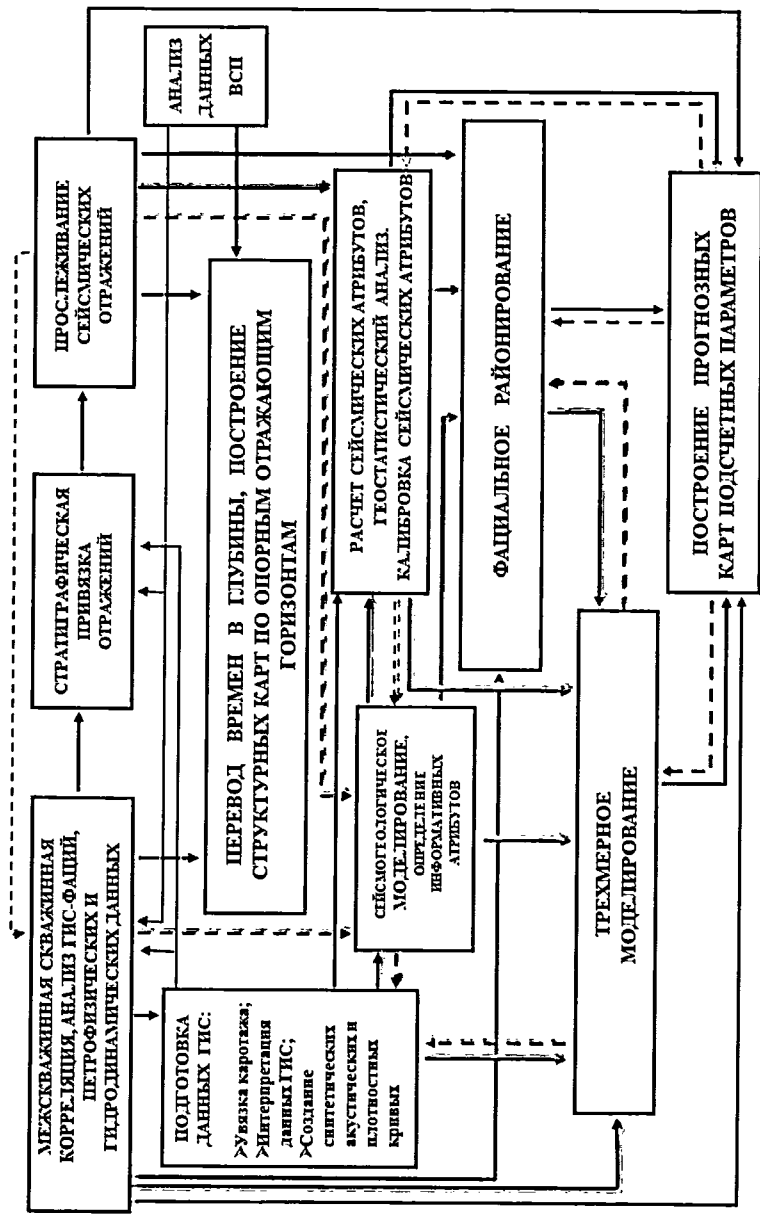 МЕЖСКВАЖИННАЯ СКВАЖИННАЯ
КОРРЕЛЯЦИЯ, АНАЛИЗ ГИС-ФАЦИЙ,
ПЕТРОФИЗИЧЕСКИХ И
ГИДРОДИНАМИЧЕСКИХ ДАННЫХ
СТРАТИГРАФИЧЕСКАЯ
ПРИВЯЗКА
ОТРАЖЕНИЙ
ПРОСЛЕЖИВАНИЕ
СЕЙСМИЧЕСКИХ
ОТРАЖЕНИЙ
АНАЛИЗ
ДАННЫХ
ВСП
ПОДГОТОВКА
ДАННЫХ ГИС:
➢Увязка каротажа;
➢Интерпретация
данных ГИС;
➢Создание
синтетических
акустических и
плотностных
кривых
ПЕРЕВОД ВРЕМЕН В ГЛУБИНЫ, ПОСТРОЕНИЕ
СТРУКТУРНЫХ КАРТ ПО ОПОРНЫМ ОТРАЖАЮЩИМ
ГОРИЗОНТАМ
СЕЙСМОГЕОЛОГИЧЕСКОЕ
МОДЕЛИРОВАНИЕ,
ОПРЕДЕЛЕНИЕ
ИНФОРМАТИВНЫХ
АТРИБУТОВ
РАСЧЕТ СЕЙСМИЧЕСКИХ АТРИБУТОВ,
ГЕОСТАТИСТИЧЕСКИЙ АНАЛИЗ.
КАЛИБРОВКА СЕЙСМИЧЕСКИХ АТРИБУТОВ
ФАЦИАЛЬНОЕ РАЙОНИРОВАНИЕ
ТРЕХМЕРНОЕ
МОДЕЛИРОВАНИЕ
ПОСТРОЕНИЕ ПРОГНОЗНЫХ
КАРТ ПОДСЧЕТНЫХ ПАРАМЕТРОВ